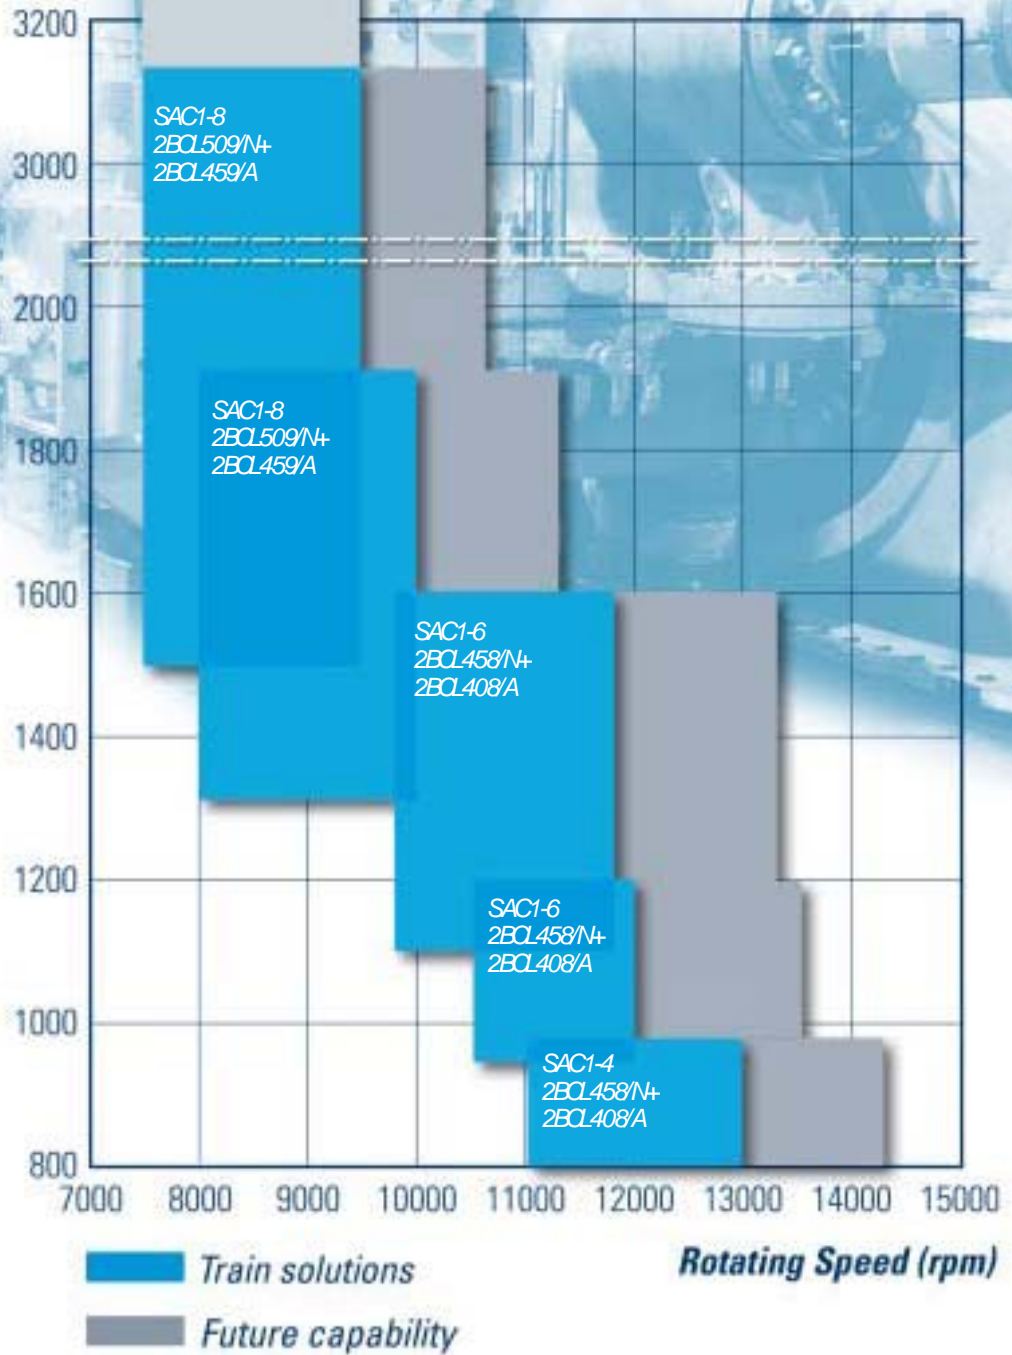 3200
SAC1-8
2BCL509/N+
2BCL459/A
3000
2000
SAC1-8
2BCL509/N+
2BCL459/A
1800
1600
SAC1-6
2BCL458/N+
2BCL408/A
1400
1200
SAC1-6
2BCL458/N+
2BCL408/A
1000
SAC1-4
2BCL458/N+
2BCL408/A
800
7000 8000 9000 10000 11000 12000 13000 14000 15000
Rotating Speed (rpm)
Train solutions
Future capability